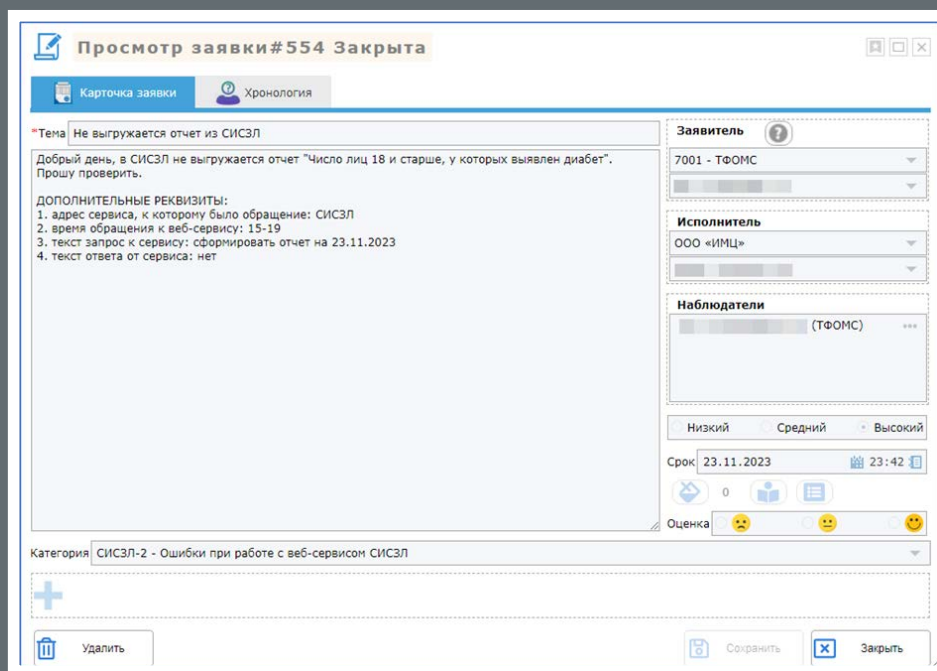 Просмотр заявки#554 Закрыта
Карточка заявки
Хронология
*Тема Не выгружается отчет из СИСЗЛ
Добрый день, в СИСЗЛ не выгружается отчет "Число лиц 18 и старше, у которых выявлен диабет".
Прошу проверить.
ДОПОЛНИТЕЛЬНЫЕ РЕКВИЗИТЫ:
1. адрес сервиса, к которому было обращение: СИСЗЛ
2. время обращения к веб-сервису: 15-19
3. текст запрос к сервису: сформировать отчет на 23.11.2023
4. текст ответа от сервиса: нет
Заявитель ?
7001 - ТФОМС
Исполнитель
ООО «ИМЦ»
Наблюдатели
(ТФОМС)
Низкий Средний Высокий
Срок 23.11.2023 23:42
0
Оценка
Категория СИСЗЛ-2 - Ошибки при работе с веб-сервисом СИСЗЛ
Удалить
Сохранить
Закрыть